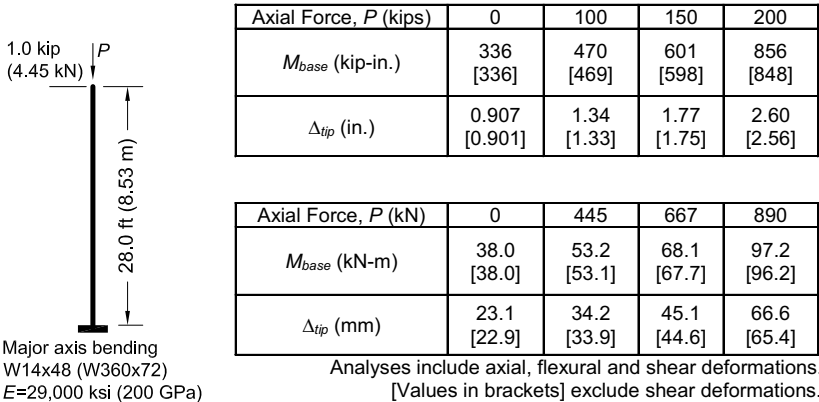 1.0 kip
(4.45 kN)
P
28.0 ft (8.53 m)
Major axis bending
W14x48 (W360x72)
E=29,000 ksi (200 GPa)
Axial Force, P (kips) 0 100 150 200
Mbase (kip-in.) 336 470 601 856
[336] [469] [598] [848]
Δtip (in.) 0.907 1.34 1.77 2.60
[0.901] [1.33] [1.75] [2.56]
Axial Force, P (kN) 0 445 667 890
Mbase (kN-m) 38.0 53.2 68.1 97.2
[38.0] [53.1] [67.7] [96.2]
Δtip (mm) 23.1 34.2 45.1 66.6
[22.9] [33.9] [44.6] [65.4]
Analyses include axial, flexural and shear deformations.
[Values in brackets] exclude shear deformations.